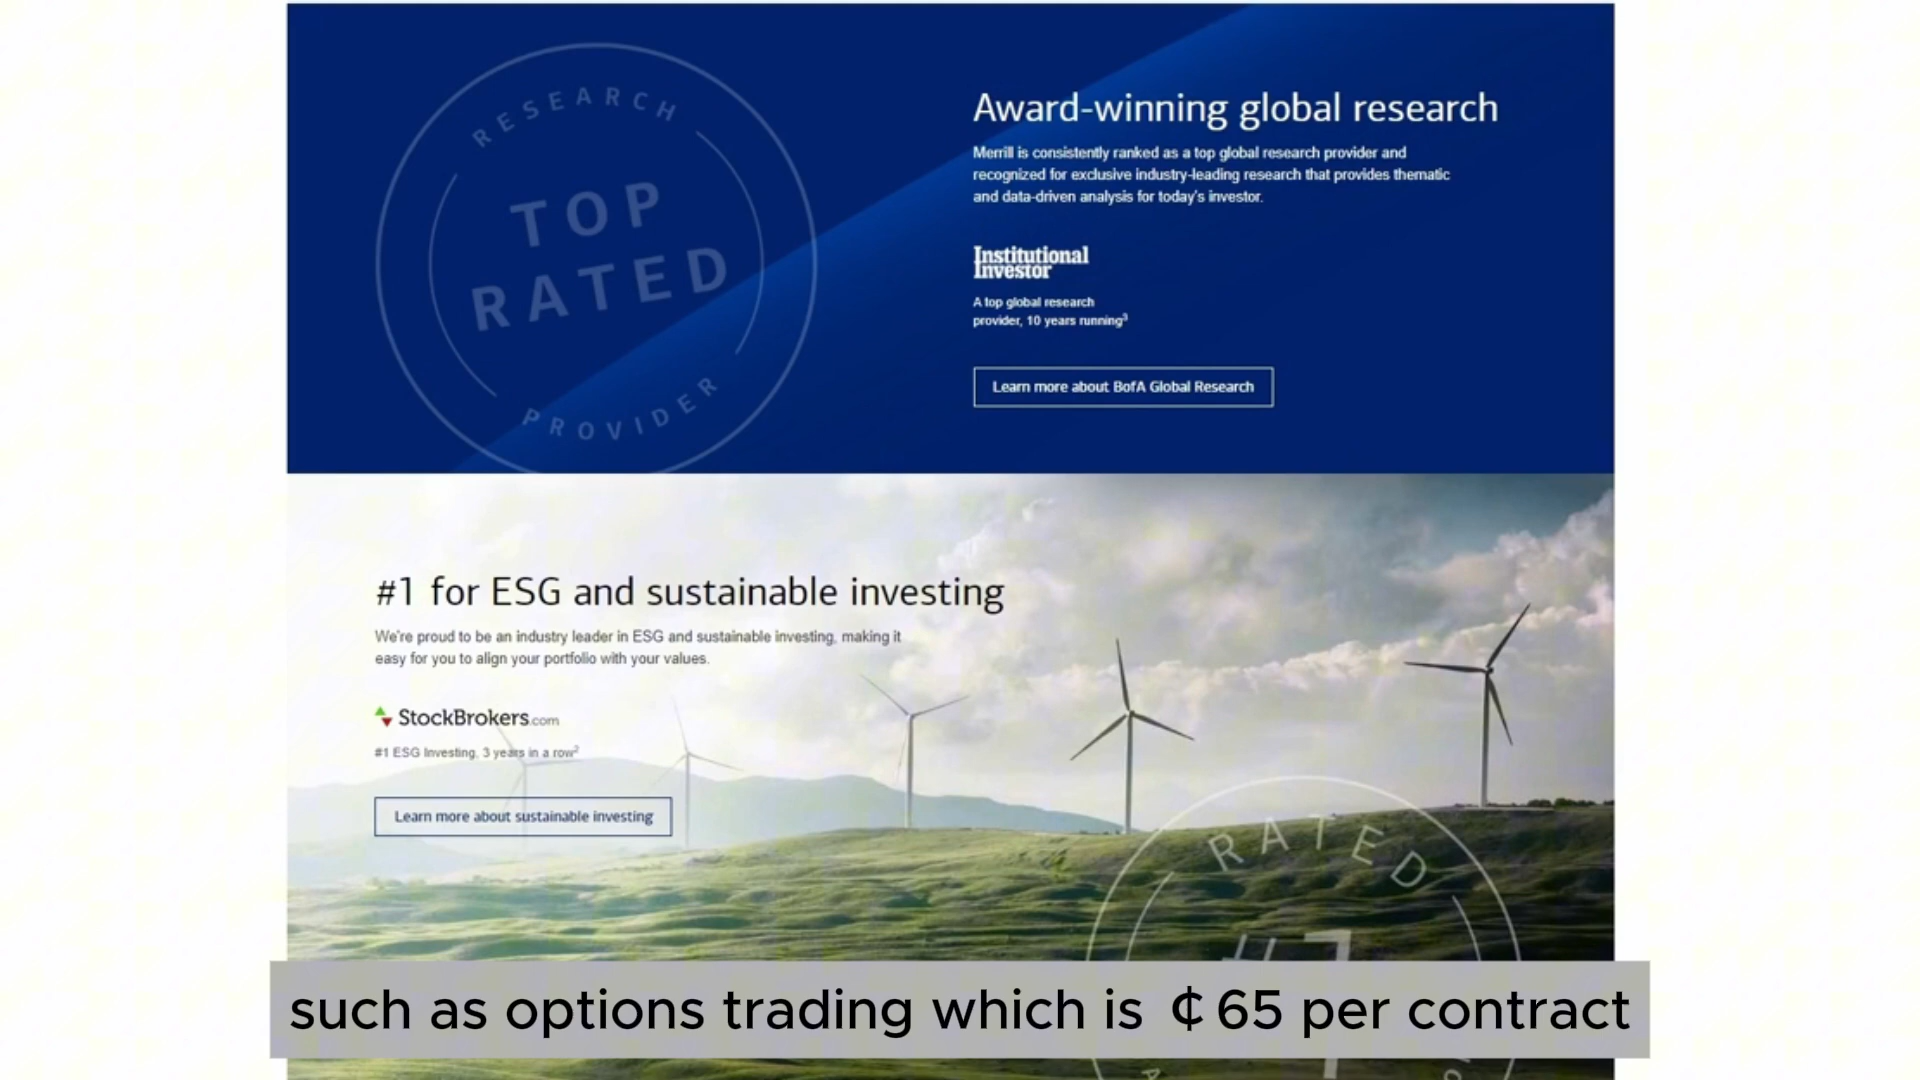 RESEARCH
TOP
RATED
PROVIDER
Award-winning global research
Merrill is consistently ranked as a top global research provider and
recognized for exclusive industry-leading research that provides thematic
and data-driven analysis for today's investor.
Institutional
Investor
A top global research
provider, 10 years running³
Learn more about BofA Global Research
#1 for ESG and sustainable investing
We're proud to be an industry leader in ESG and sustainable investing, making it
easy for you to align your portfolio with your values.
StockBrokers.com
#1 ESG Investing, 3 years in a row²
Learn more about sustainable investing
RATED
such as options trading which is ¢65 per contract